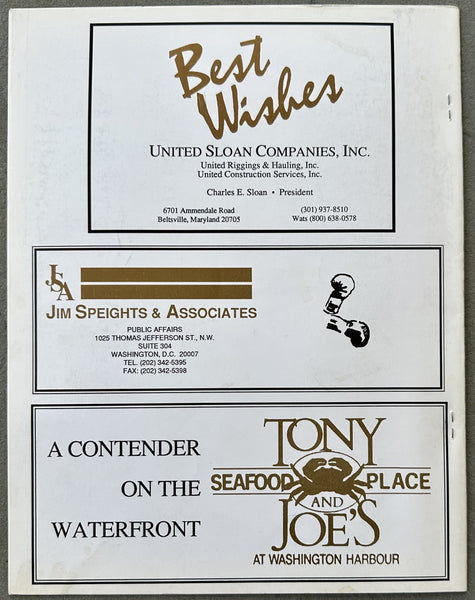 Best
Wishes
UNITED SLOAN COMPANIES, INC.
United Riggings & Hauling, Inc.
United Construction Services, Inc.
Charles E. Sloan • President
6701 Ammendale Road (301) 937-8510
Beltsville, Maryland 20705 Wats (800) 638-0578
JSA
JIM SPEIGHTS & ASSOCIATES
PUBLIC AFFAIRS
1025 THOMAS JEFFERSON ST., N.W.
SUITE 304
WASHINGTON, D.C. 20007
TEL. (202) 342-5395
FAX: (202) 342-5398
A CONTENDER
ON THE
WATERFRONT
TONY
SEAFOOD PLACE
AND
JOE'S
AT WASHINGTON HARBOUR